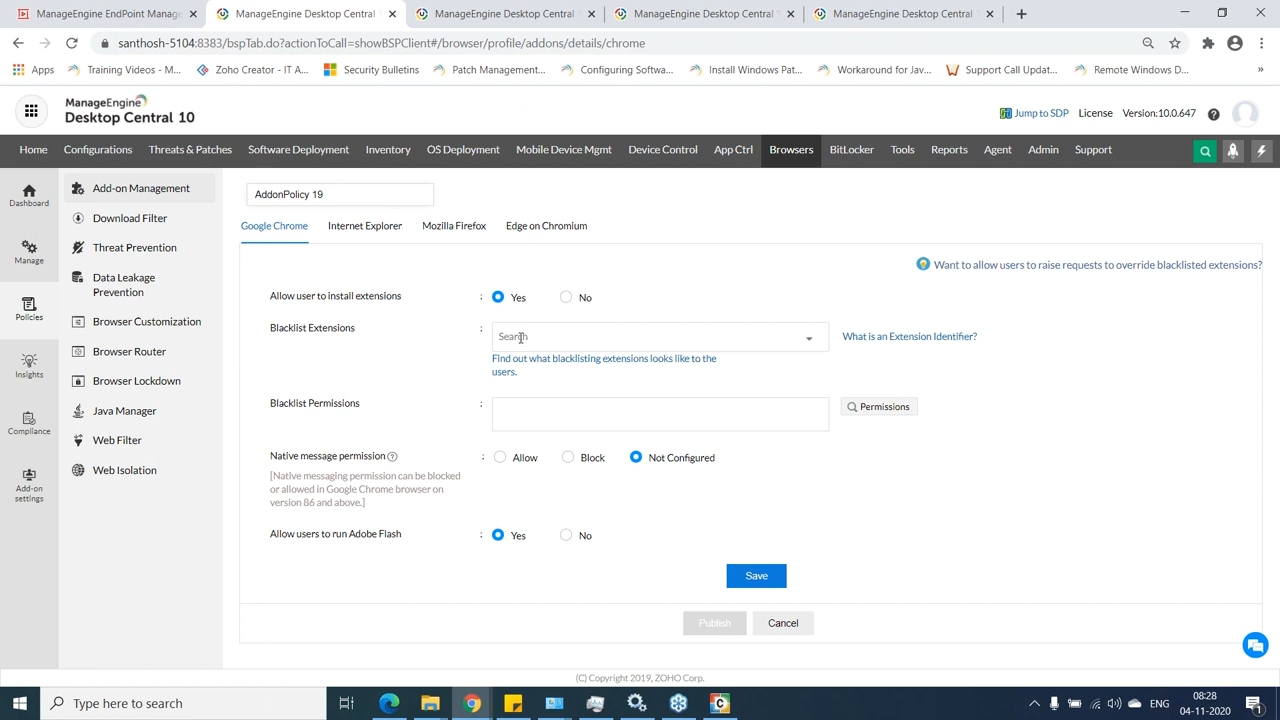 ManageEngine EndPoint Manage
ManageEngine Desktop Central
ManageEngine Desktop Central
ManageEngine Desktop Central
ManageEngine Desktop Central
santhosh-5104:8383/bspTab.do?actionToCall=showBSPClient#/browser/profile/addons/details/chrome
Apps
Training Videos - M...
Zoho Creator - IT A...
Security Bulletins
Patch Management...
Configuring Softwa...
Install Windows Pat...
Workaround for Jav...
Support Call Updat...
Remote Windows D...
»
ManageEngine
Desktop Central 10
Jump to SDP License Version:10.0.647
Home Configurations Threats & Patches Software Deployment Inventory OS Deployment Mobile Device Mgmt Device Control App Ctrl Browsers BitLocker Tools Reports Agent Admin Support
Dashboard
Manage
Policies
Insights
Compliance
Add-on
settings
Add-on Management
Download Filter
Threat Prevention
Data Leakage
Prevention
Browser Customization
Browser Router
Browser Lockdown
Java Manager
Web Filter
Web Isolation
AddonPolicy 19
Google Chrome Internet Explorer Mozilla Firefox Edge on Chromium
Want to allow users to raise requests to override blacklisted extensions?
Allow user to install extensions : Yes No
Blacklist Extensions : Search What is an Extension Identifier?
Find out what blacklisting extensions looks like to the
users.
Blacklist Permissions : Permissions
Native message permission ? : Allow Block Not Configured
[Native messaging permission can be blocked
or allowed in Google Chrome browser on
version 86 and above.]
Allow users to run Adobe Flash : Yes No
Save
Publish Cancel
(C) Copyright 2019, ZOHO Corp.
Type here to search
ENG
08:28
04-11-2020
1